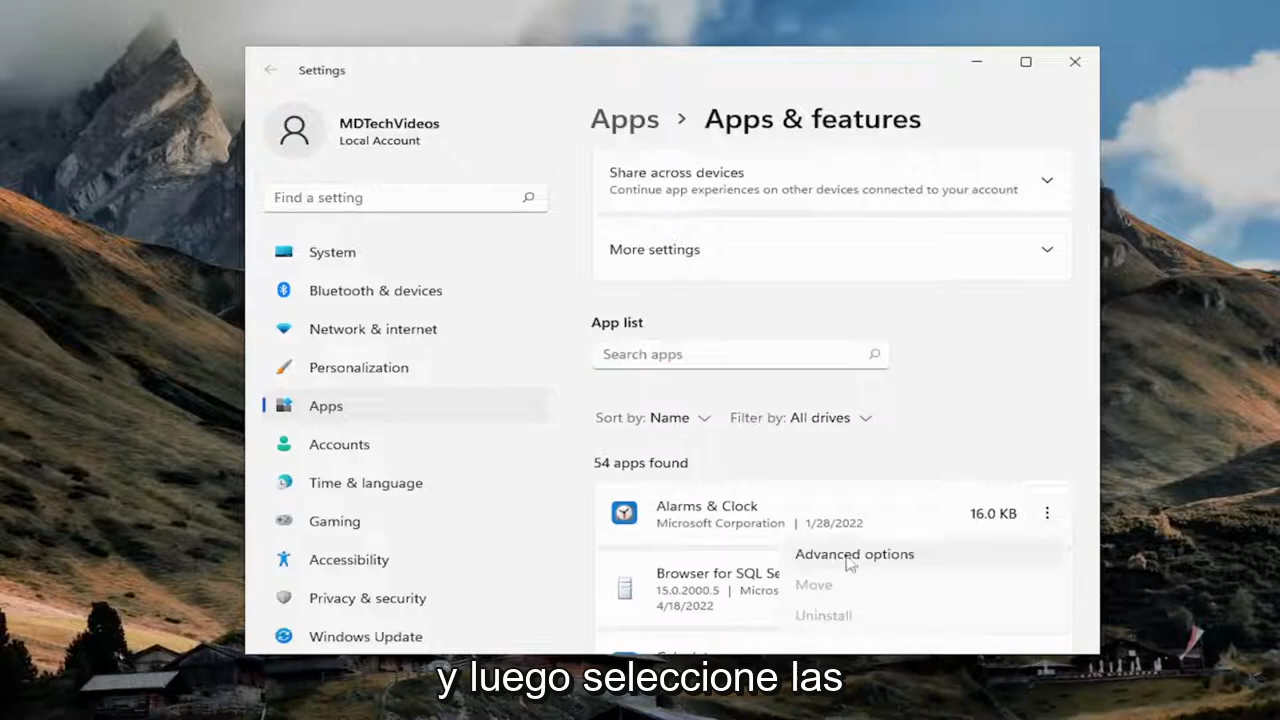 Settings
MDTechVideos
Local Account
Find a setting
System
Bluetooth & devices
Network & internet
Personalization
Apps
Accounts
Time & language
Gaming
Accessibility
Privacy & security
Windows Update
Apps › Apps & features
Share across devices
Continue app experiences on other devices connected to your account
More settings
App list
Search apps
Sort by: Name Filter by: All drives
54 apps found
Alarms & Clock
Microsoft Corporation | 1/28/2022
16.0 KB
Browser for SQL Se
15.0.2000.5 | Micros
4/18/2022
Advanced options
Move
Uninstall
y luego seleccione las